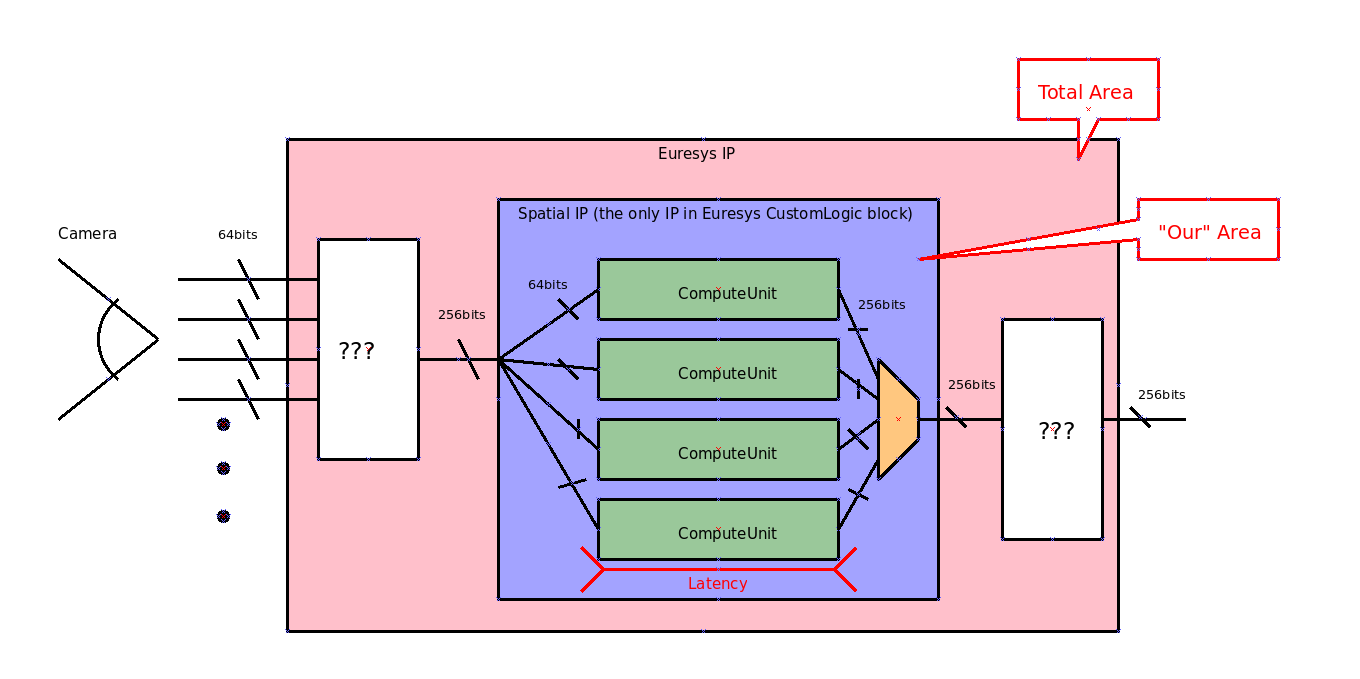 Total Area
Euresys IP
Spatial IP (the only IP in Euresys CustomLogic block)
"Our" Area
Camera
64bits
64bits
ComputeUnit
256bits
256bits
???
ComputeUnit
256bits
256bits
???
ComputeUnit
ComputeUnit
Latency